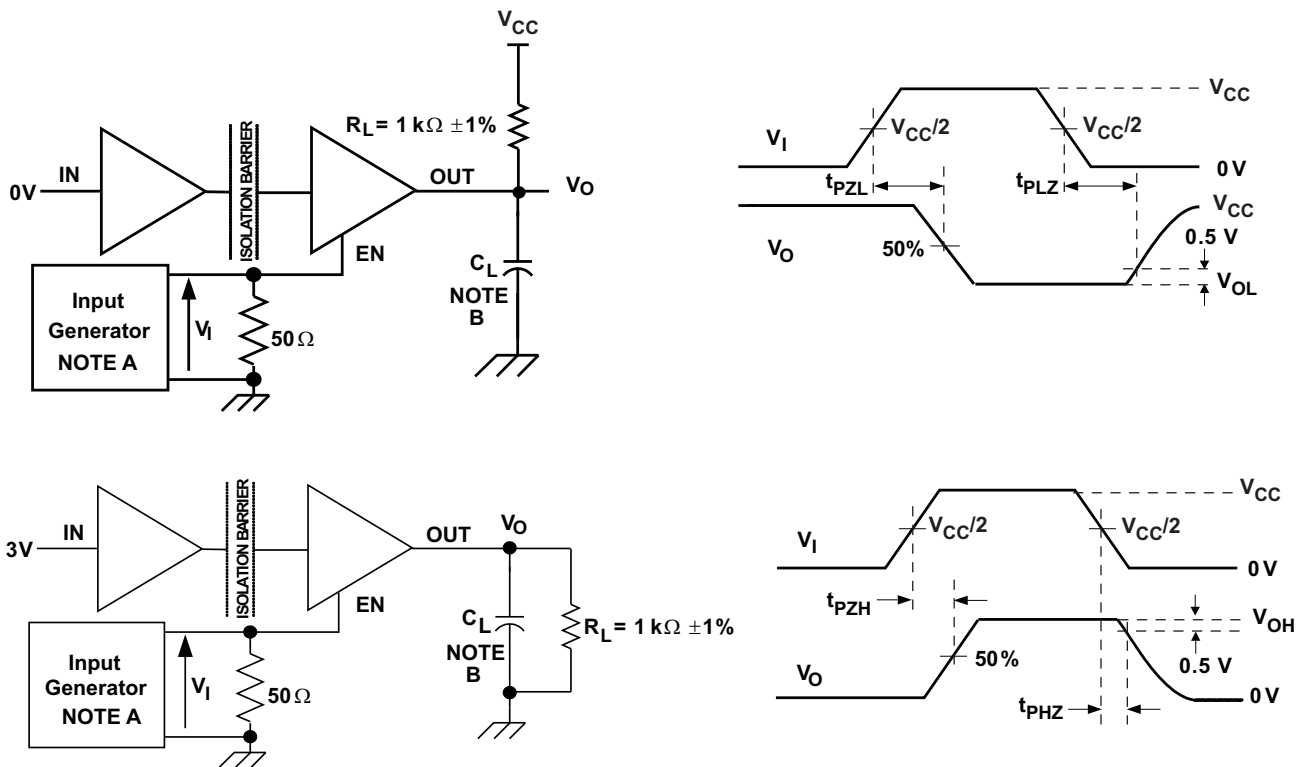 VCC
RL = 1 kΩ ±1%
0V
IN
ISOLATION BARRIER
OUT
VO
EN
CL
NOTE
B
Input
Generator
NOTE A
VI
50Ω
VCC
VI
VCC/2
VCC/2
0V
tPZL
tPLZ
VCC
0.5 V
VO
50%
VOL
3V
IN
ISOLATION BARRIER
OUT
VO
EN
CL
NOTE
B
RL = 1 kΩ ±1%
Input
Generator
NOTE A
VI
50Ω
VCC
VI
VCC/2
VCC/2
0V
tPZH
VOH
0.5 V
VO
50%
tPHZ
0V